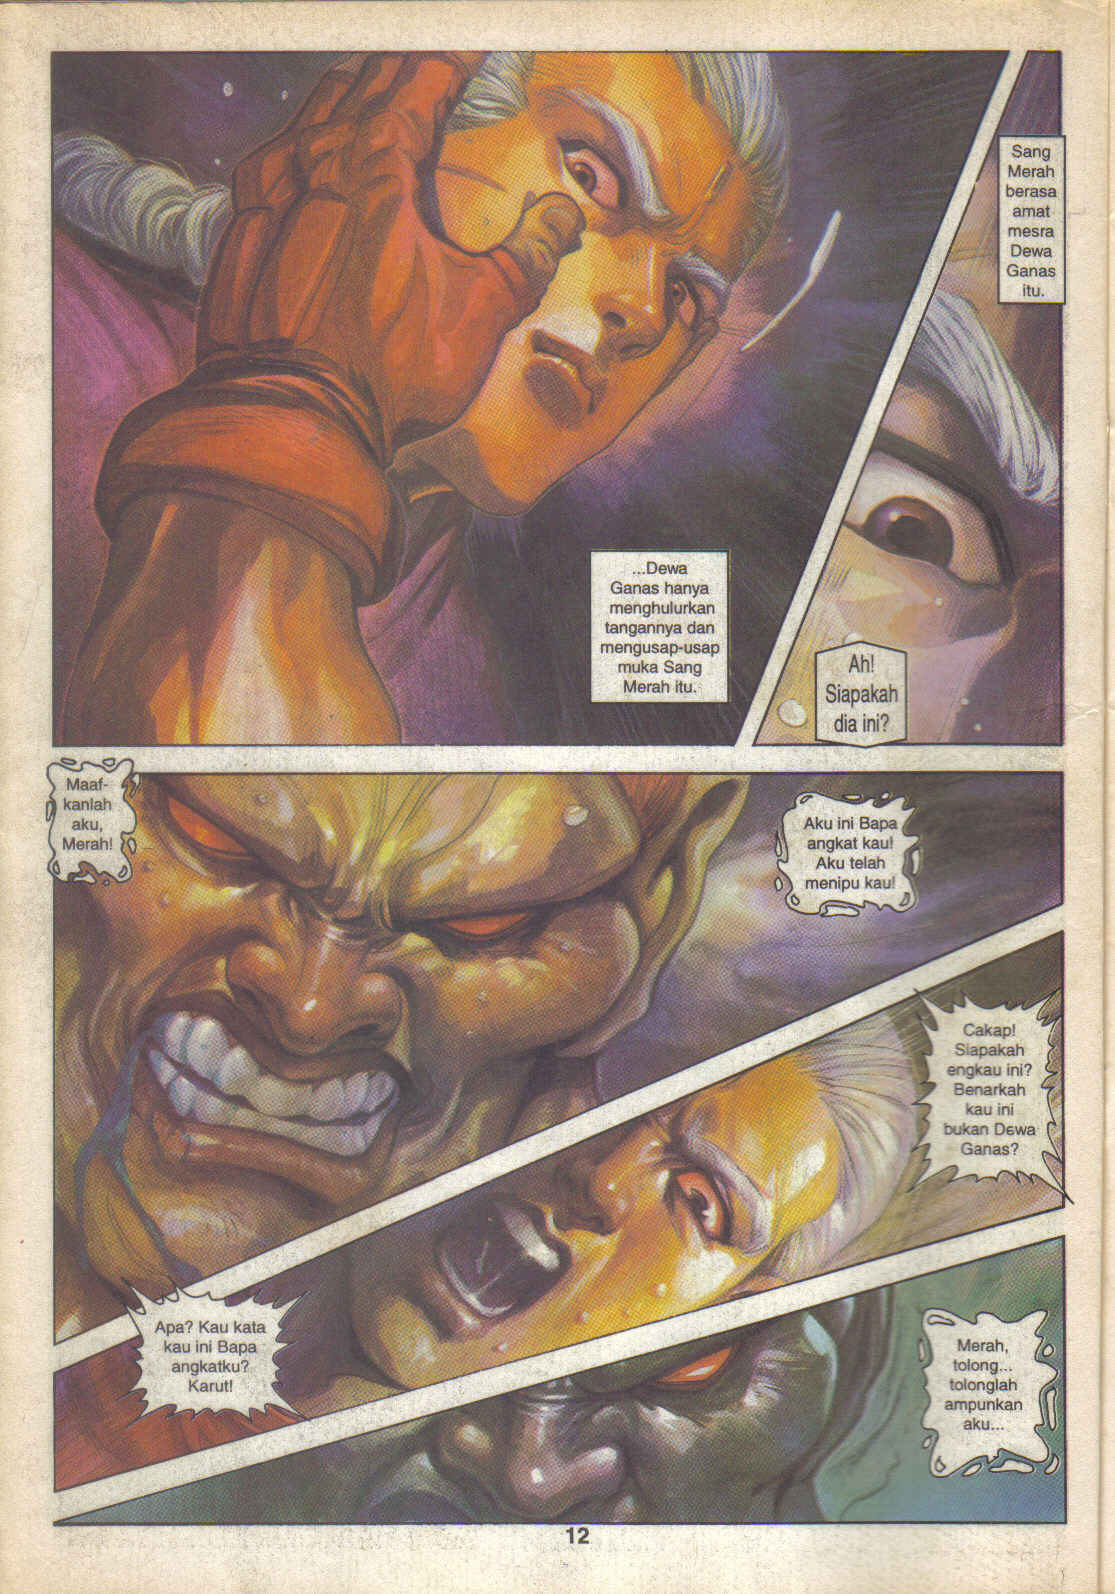 ...Dewa
Ganas hanya
menghulurkan
tangannya dan
mengusap-usap
muka Sang
Merah itu.
Sang
Merah
berasa
amat
mesra
Dewa
Ganas
itu.
Ah!
Siapakah
dia ini?
Maaf-
kanlah
aku,
Merah!
Aku ini Bapa
angkat kau!
Aku telah
menipu kau!
Cakap!
Siapakah
engkau ini?
Benarkah
kau ini
bukan Dewa
Ganas?
Apa? Kau kata
kau ini Bapa
angkatku?
Karut!
Merah,
tolong...
tolonglah
ampunkan
aku...
12